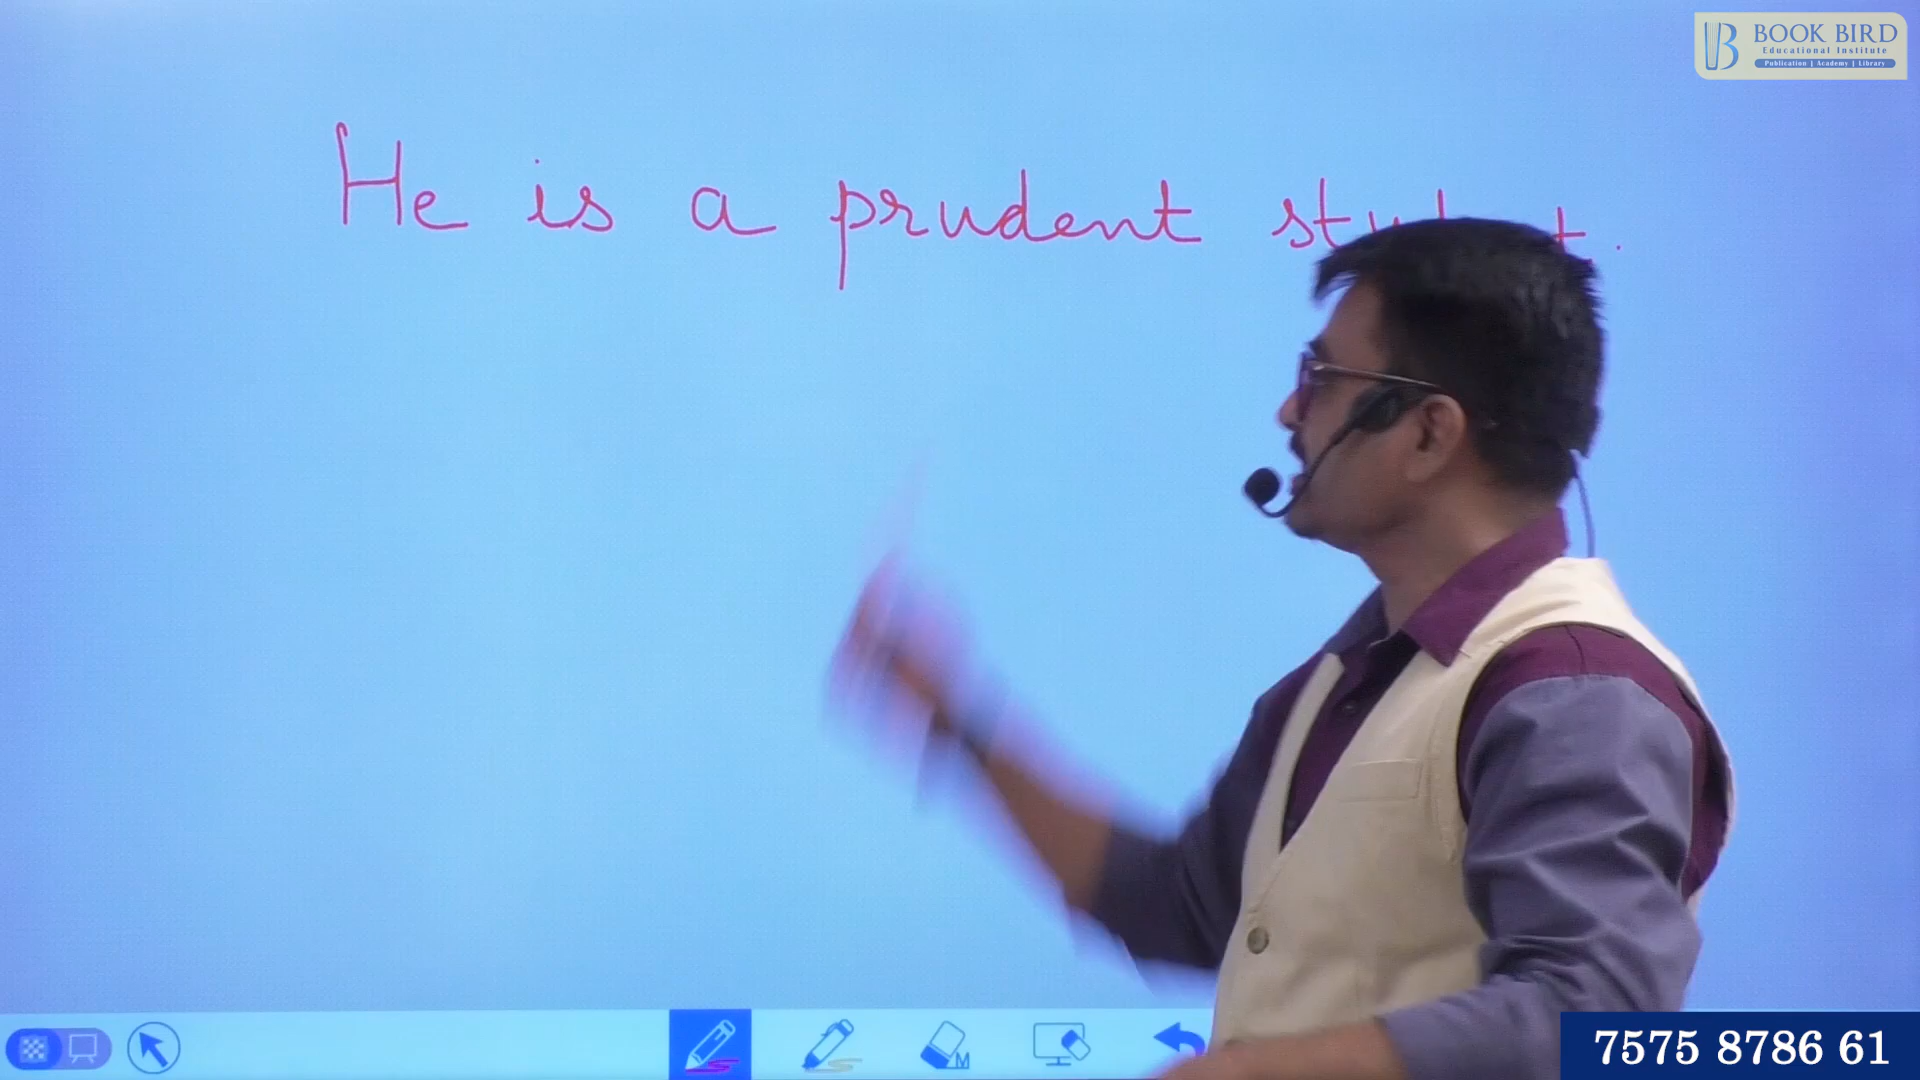 BOOK BIRD
Educational Institute
Publication | Academy | Library
He is a prudent
M
7575 8786 61